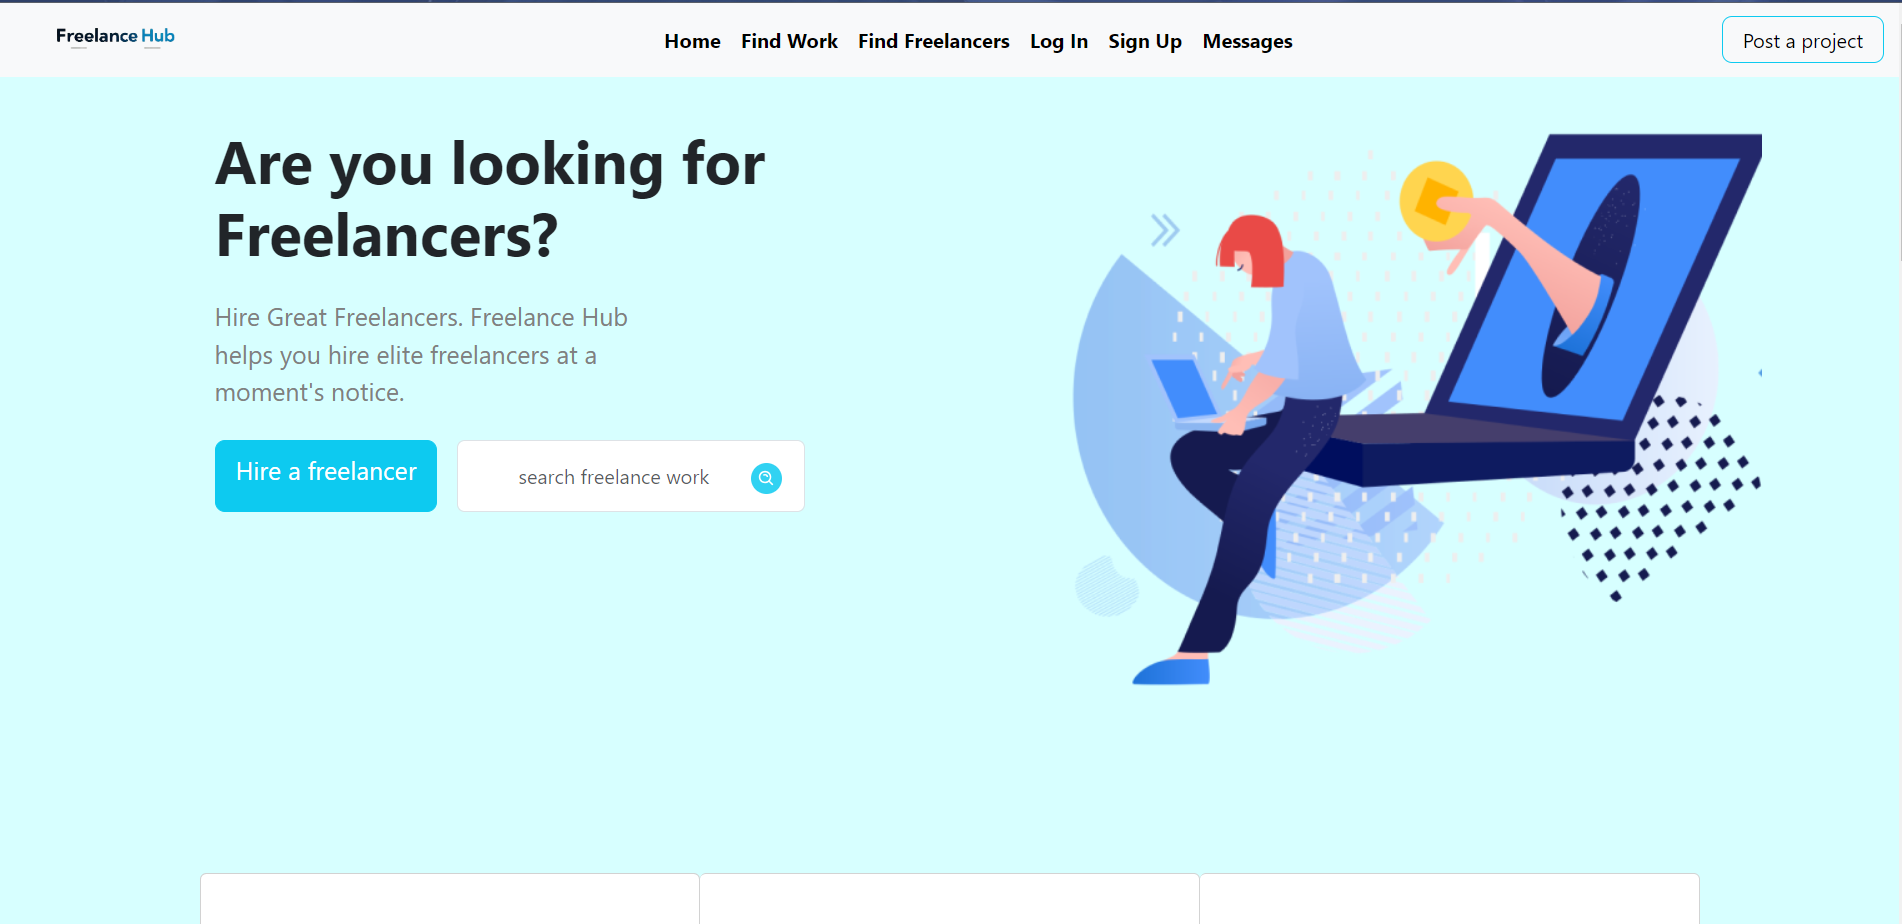 Freelance Hub
Home Find Work Find Freelancers Log In Sign Up Messages
Post a project
Are you looking for
Freelancers?
Hire Great Freelancers. Freelance Hub
helps you hire elite freelancers at a
moment's notice.
Hire a freelancer
search freelance work